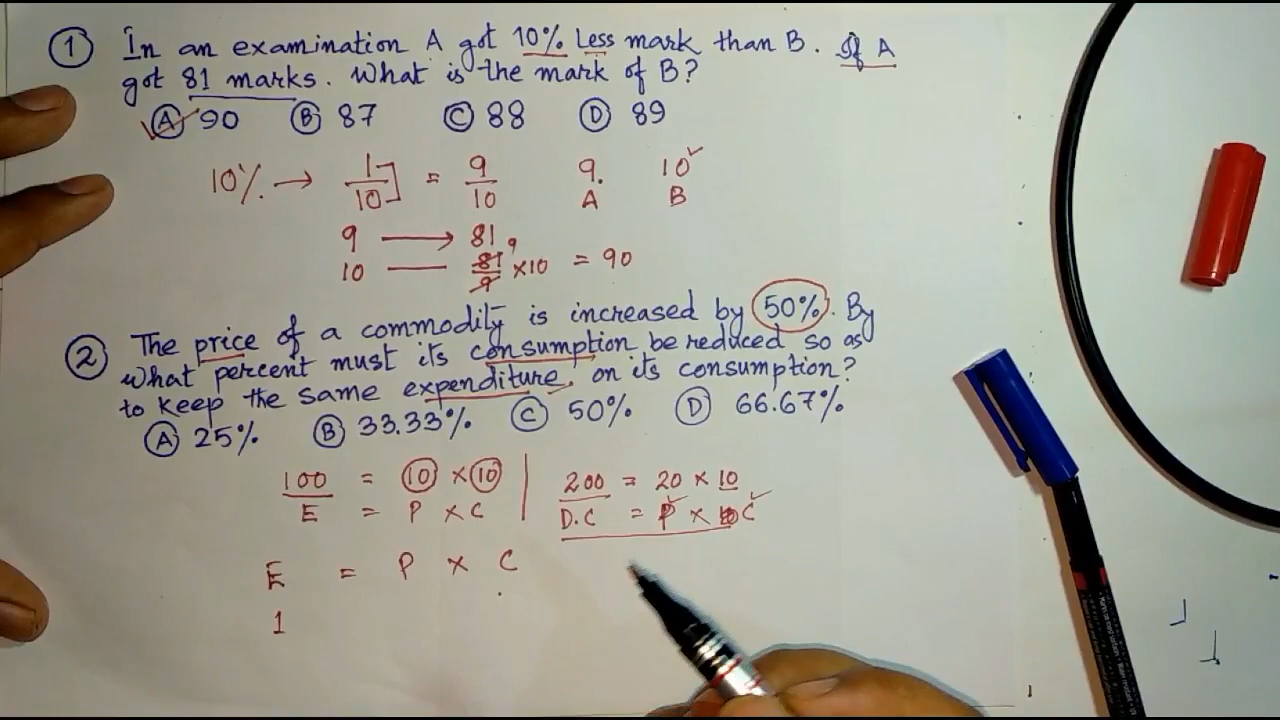 ① In an examination A got 10% Less mark than B. If A
got 81 marks. What is the mark of B?
Ⓐ 90 Ⓑ 87 Ⓒ 88 Ⓓ 89
10% → 1/10 = 9/10 9 10
A B
9 → 81
10 — 81/9 9 ×10 = 90
② The price of a commodity is increased by 50%. By
what percent must its consumption be reduced so as
to keep the same expenditure, on its consumption?
Ⓐ 25% Ⓑ 33.33% Ⓒ 50% Ⓓ 66.67%
100 = 10 × 10 | 200 = 20 × 10
E = P × C D.C = P × C
E = P × C
1